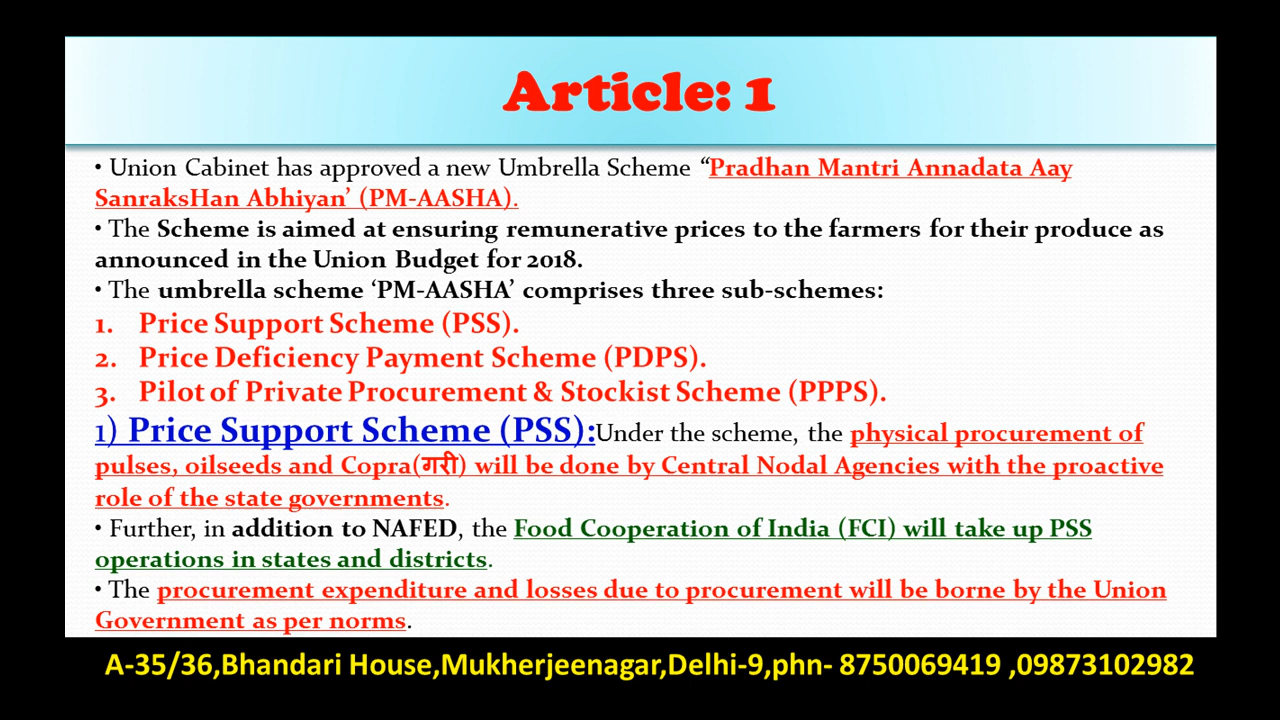 Article: 1
• Union Cabinet has approved a new Umbrella Scheme “Pradhan Mantri Annadata Aay
SanraksHan Abhiyan’ (PM-AASHA).
• The Scheme is aimed at ensuring remunerative prices to the farmers for their produce as
announced in the Union Budget for 2018.
• The umbrella scheme ‘PM-AASHA’ comprises three sub-schemes:
1. Price Support Scheme (PSS).
2. Price Deficiency Payment Scheme (PDPS).
3. Pilot of Private Procurement & Stockist Scheme (PPPS).
1) Price Support Scheme (PSS):Under the scheme, the physical procurement of
pulses, oilseeds and Copra(गरी) will be done by Central Nodal Agencies with the proactive
role of the state governments.
• Further, in addition to NAFED, the Food Cooperation of India (FCI) will take up PSS
operations in states and districts.
• The procurement expenditure and losses due to procurement will be borne by the Union
Government as per norms.
A-35/36,Bhandari House,Mukherjeenagar,Delhi-9,phn- 8750069419 ,09873102982